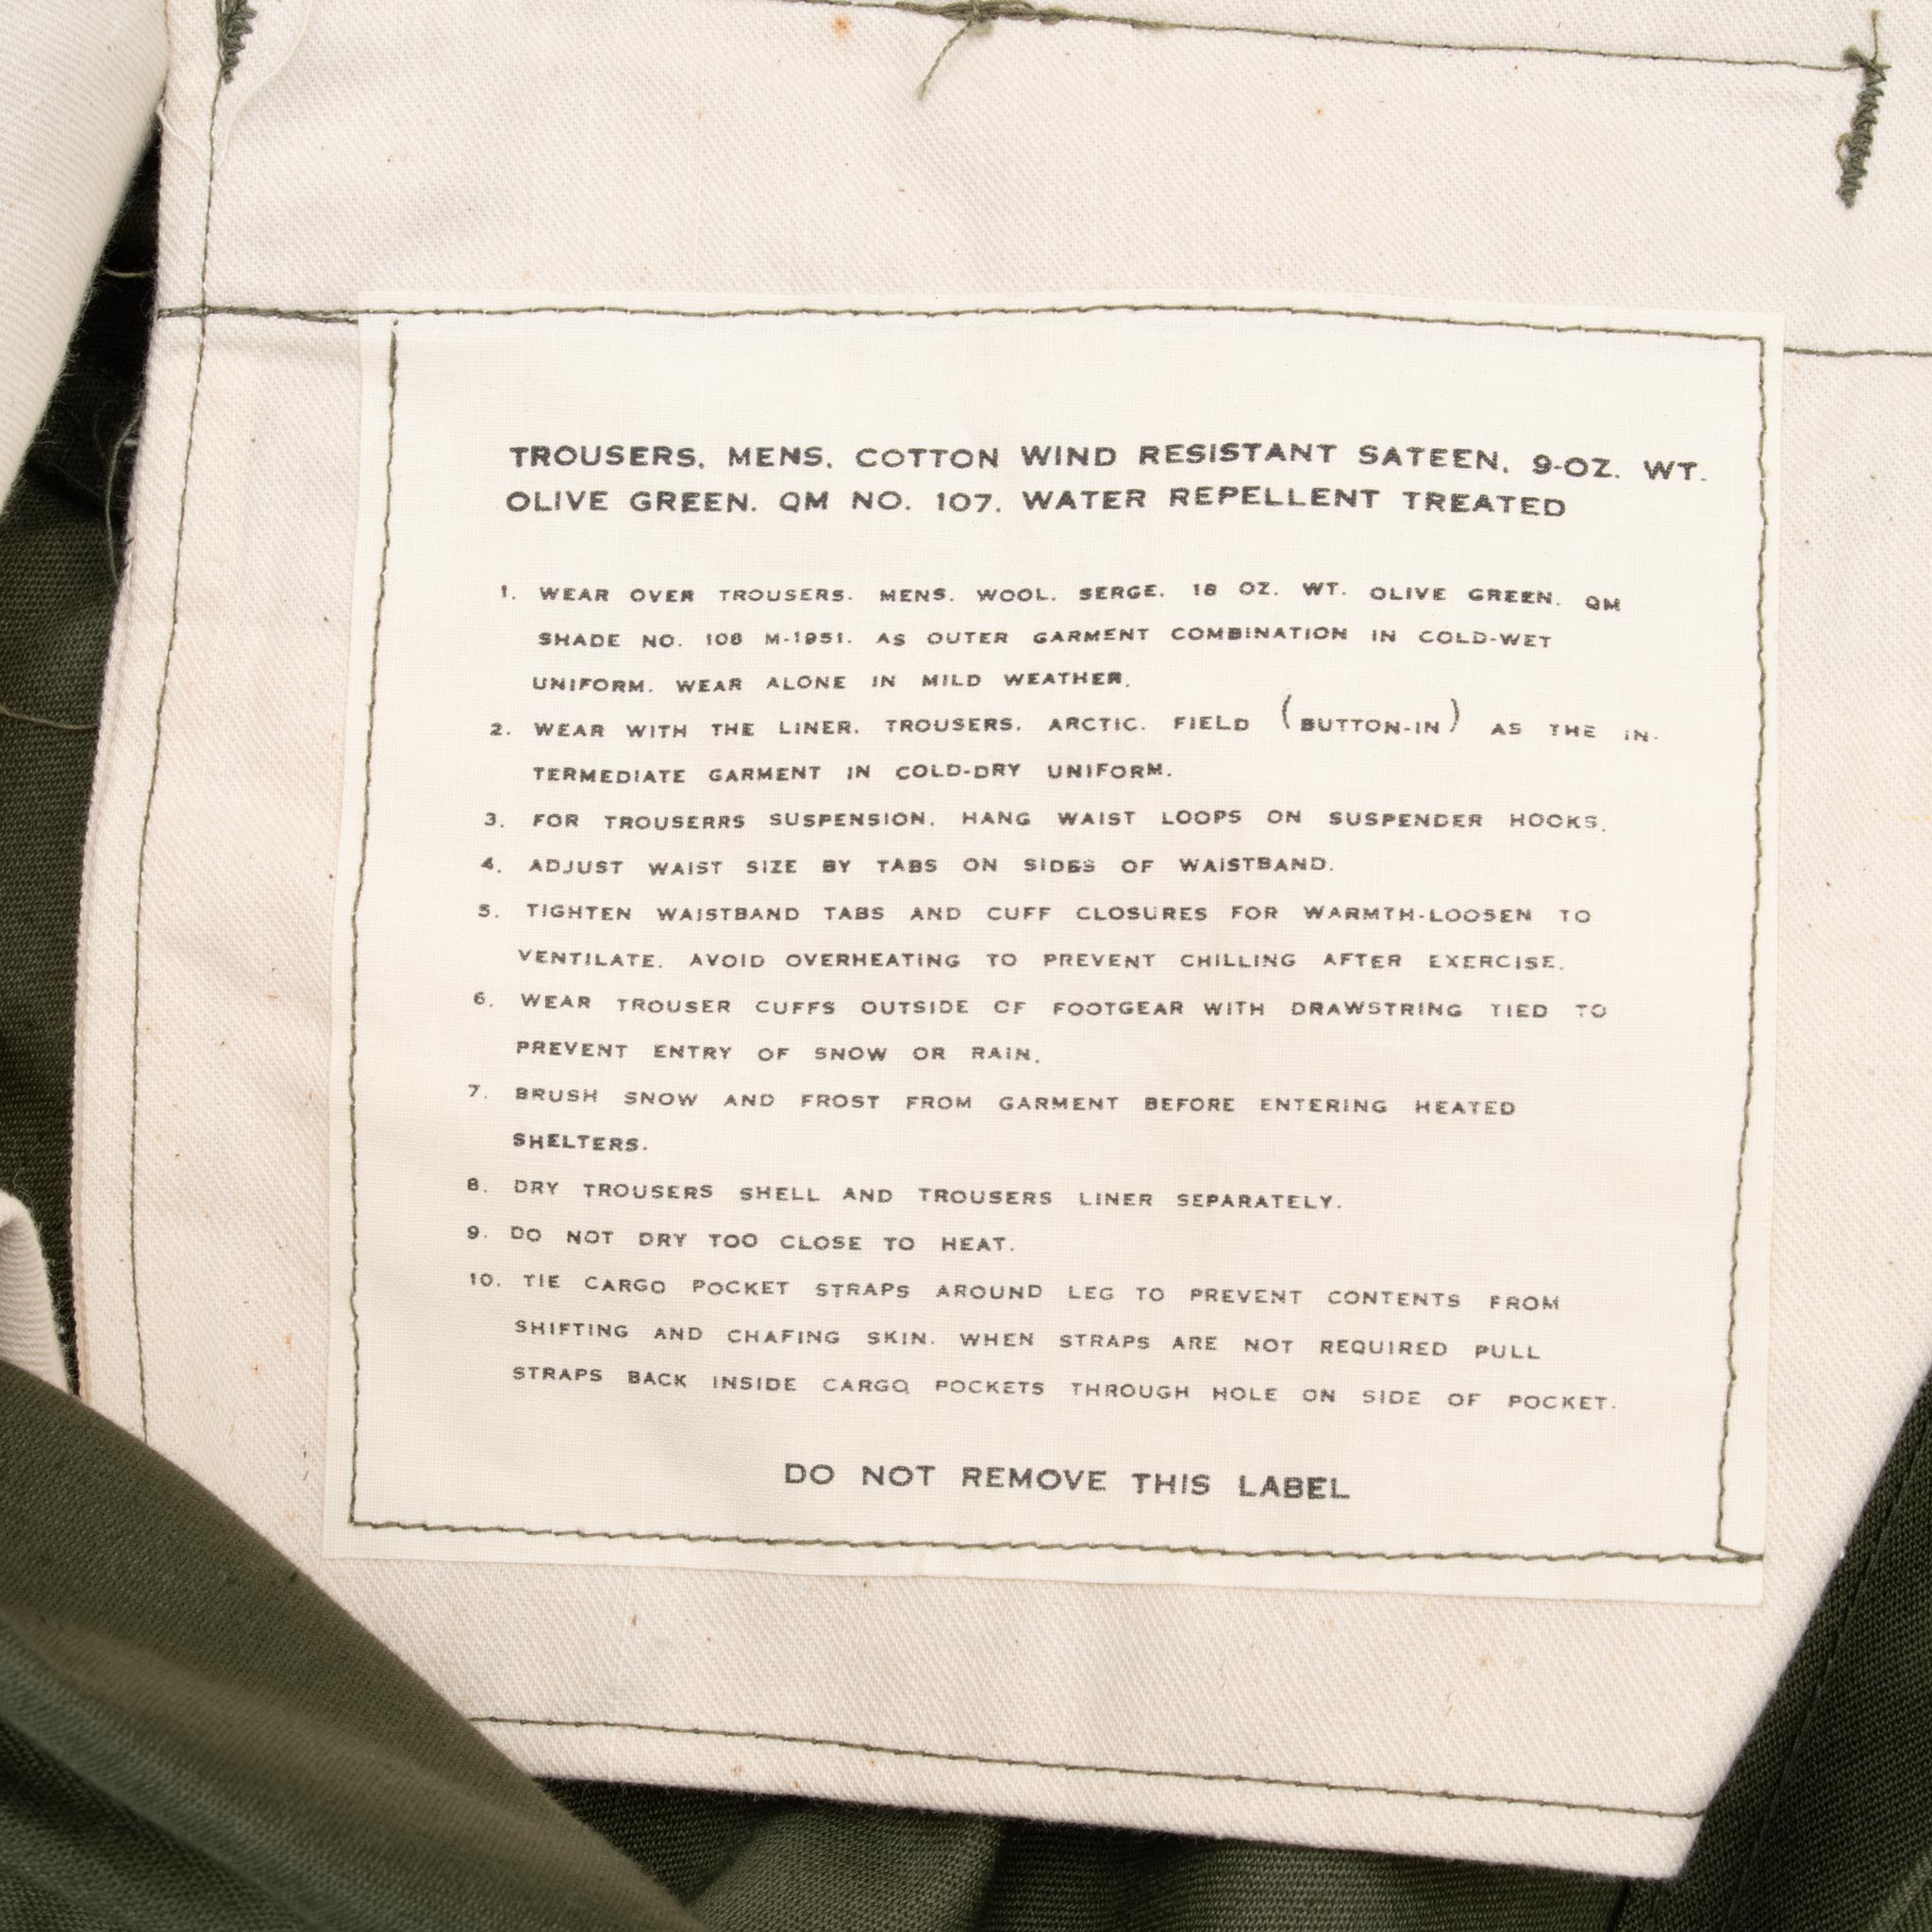 TROUSERS, MENS, COTTON WIND RESISTANT SATEEN, 9-OZ. WT.
OLIVE GREEN, QM NO. 107, WATER REPELLENT TREATED
1. WEAR OVER TROUSERS, MENS, WOOL, SERGE, 18 OZ. WT. OLIVE GREEN, QM
SHADE NO. 108 M-1951, AS OUTER GARMENT COMBINATION IN COLD-WET
UNIFORM. WEAR ALONE IN MILD WEATHER.
2. WEAR WITH THE LINER, TROUSERS, ARCTIC, FIELD (BUTTON-IN) AS THE IN-
TERMEDIATE GARMENT IN COLD-DRY UNIFORM.
3. FOR TROUSERRS SUSPENSION, HANG WAIST LOOPS ON SUSPENDER HOOKS.
4. ADJUST WAIST SIZE BY TABS ON SIDES OF WAISTBAND.
5. TIGHTEN WAISTBAND TABS AND CUFF CLOSURES FOR WARMTH-LOOSEN TO
VENTILATE. AVOID OVERHEATING TO PREVENT CHILLING AFTER EXERCISE.
6. WEAR TROUSER CUFFS OUTSIDE OF FOOTGEAR WITH DRAWSTRING TIED TO
PREVENT ENTRY OF SNOW OR RAIN.
7. BRUSH SNOW AND FROST FROM GARMENT BEFORE ENTERING HEATED
SHELTERS.
8. DRY TROUSERS SHELL AND TROUSERS LINER SEPARATELY.
9. DO NOT DRY TOO CLOSE TO HEAT.
10. TIE CARGO POCKET STRAPS AROUND LEG TO PREVENT CONTENTS FROM
SHIFTING AND CHAFING SKIN. WHEN STRAPS ARE NOT REQUIRED PULL
STRAPS BACK INSIDE CARGO POCKETS THROUGH HOLE ON SIDE OF POCKET.
DO NOT REMOVE THIS LABEL